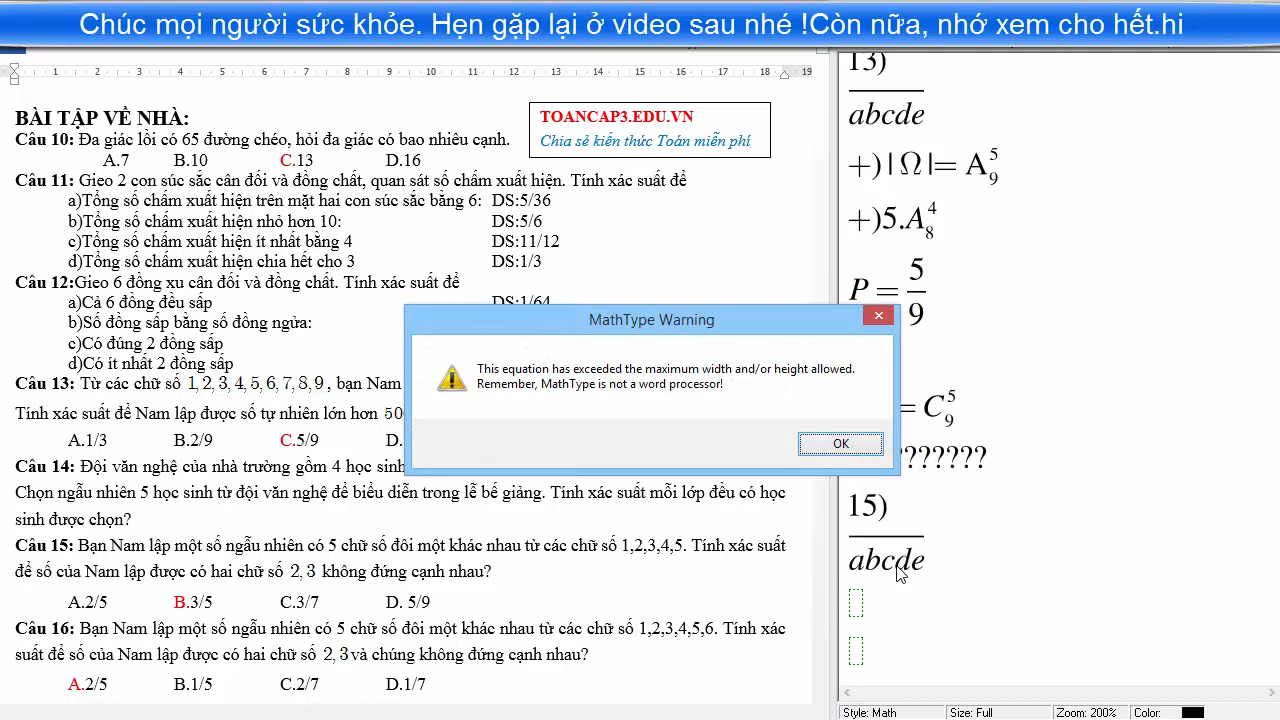 Chúc mọi người sức khỏe. Hẹn gặp lại ở video sau nhé !Còn nữa, nhớ xem cho hết.hi
1 2 3 4 5 6 7 8 9 10 11 12 13 14 15 16 17 18 19
BÀI TẬP VỀ NHÀ:
TOANCAP3.EDU.VN
Chia sẻ kiến thức Toán miễn phí
Câu 10: Đa giác lồi có 65 đường chéo, hỏi đa giác có bao nhiêu cạnh.
A.7 B.10 C.13 D.16
Câu 11: Gieo 2 con súc sắc cân đối và đồng chất, quan sát số chấm xuất hiện. Tính xác suất để
a)Tổng số chấm xuất hiện trên mặt hai con súc sắc bằng 6: DS:5/36
b)Tổng số chấm xuất hiện nhỏ hơn 10: DS:5/6
c)Tổng số chấm xuất hiện ít nhất bằng 4 DS:11/12
d)Tổng số chấm xuất hiện chia hết cho 3 DS:1/3
Câu 12:Gieo 6 đồng xu cân đối và đồng chất. Tính xác suất để
a)Cả 6 đồng đều sấp DS:1/64
b)Số đồng sấp bằng số đồng ngửa:
c)Có đúng 2 đồng sấp
d)Có ít nhất 2 đồng sấp
Câu 13: Từ các chữ số 1,2,3,4,5,6,7,8,9, bạn Nam
Tính xác suất để Nam lập được số tự nhiên lớn hơn 50
A.1/3 B.2/9 C.5/9 D.
Câu 14: Đội văn nghệ của nhà trường gồm 4 học sinh
Chọn ngẫu nhiên 5 học sinh từ đội văn nghệ để biểu diễn trong lễ bế giảng. Tính xác suất mỗi lớp đều có học
sinh được chọn?
Câu 15: Bạn Nam lập một số ngẫu nhiên có 5 chữ số đôi một khác nhau từ các chữ số 1,2,3,4,5. Tính xác suất
để số của Nam lập được có hai chữ số 2,3 không đứng cạnh nhau?
A.2/5 B.3/5 C.3/7 D. 5/9
Câu 16: Bạn Nam lập một số ngẫu nhiên có 5 chữ số đôi một khác nhau từ các chữ số 1,2,3,4,5,6. Tính xác
suất để số của Nam lập được có hai chữ số 2,3và chúng không đứng cạnh nhau?
A.2/5 B.1/5 C.2/7 D.1/7
MathType Warning
This equation has exceeded the maximum width and/or height allowed.
Remember, MathType is not a word processor!
OK
13)
abcde
+)|Ω|= A₉⁵
+)5.A₈⁴
P = 5/9
= C₉⁵
???????
15)
abcde
Style: Math Size: Full Zoom: 200% Color: